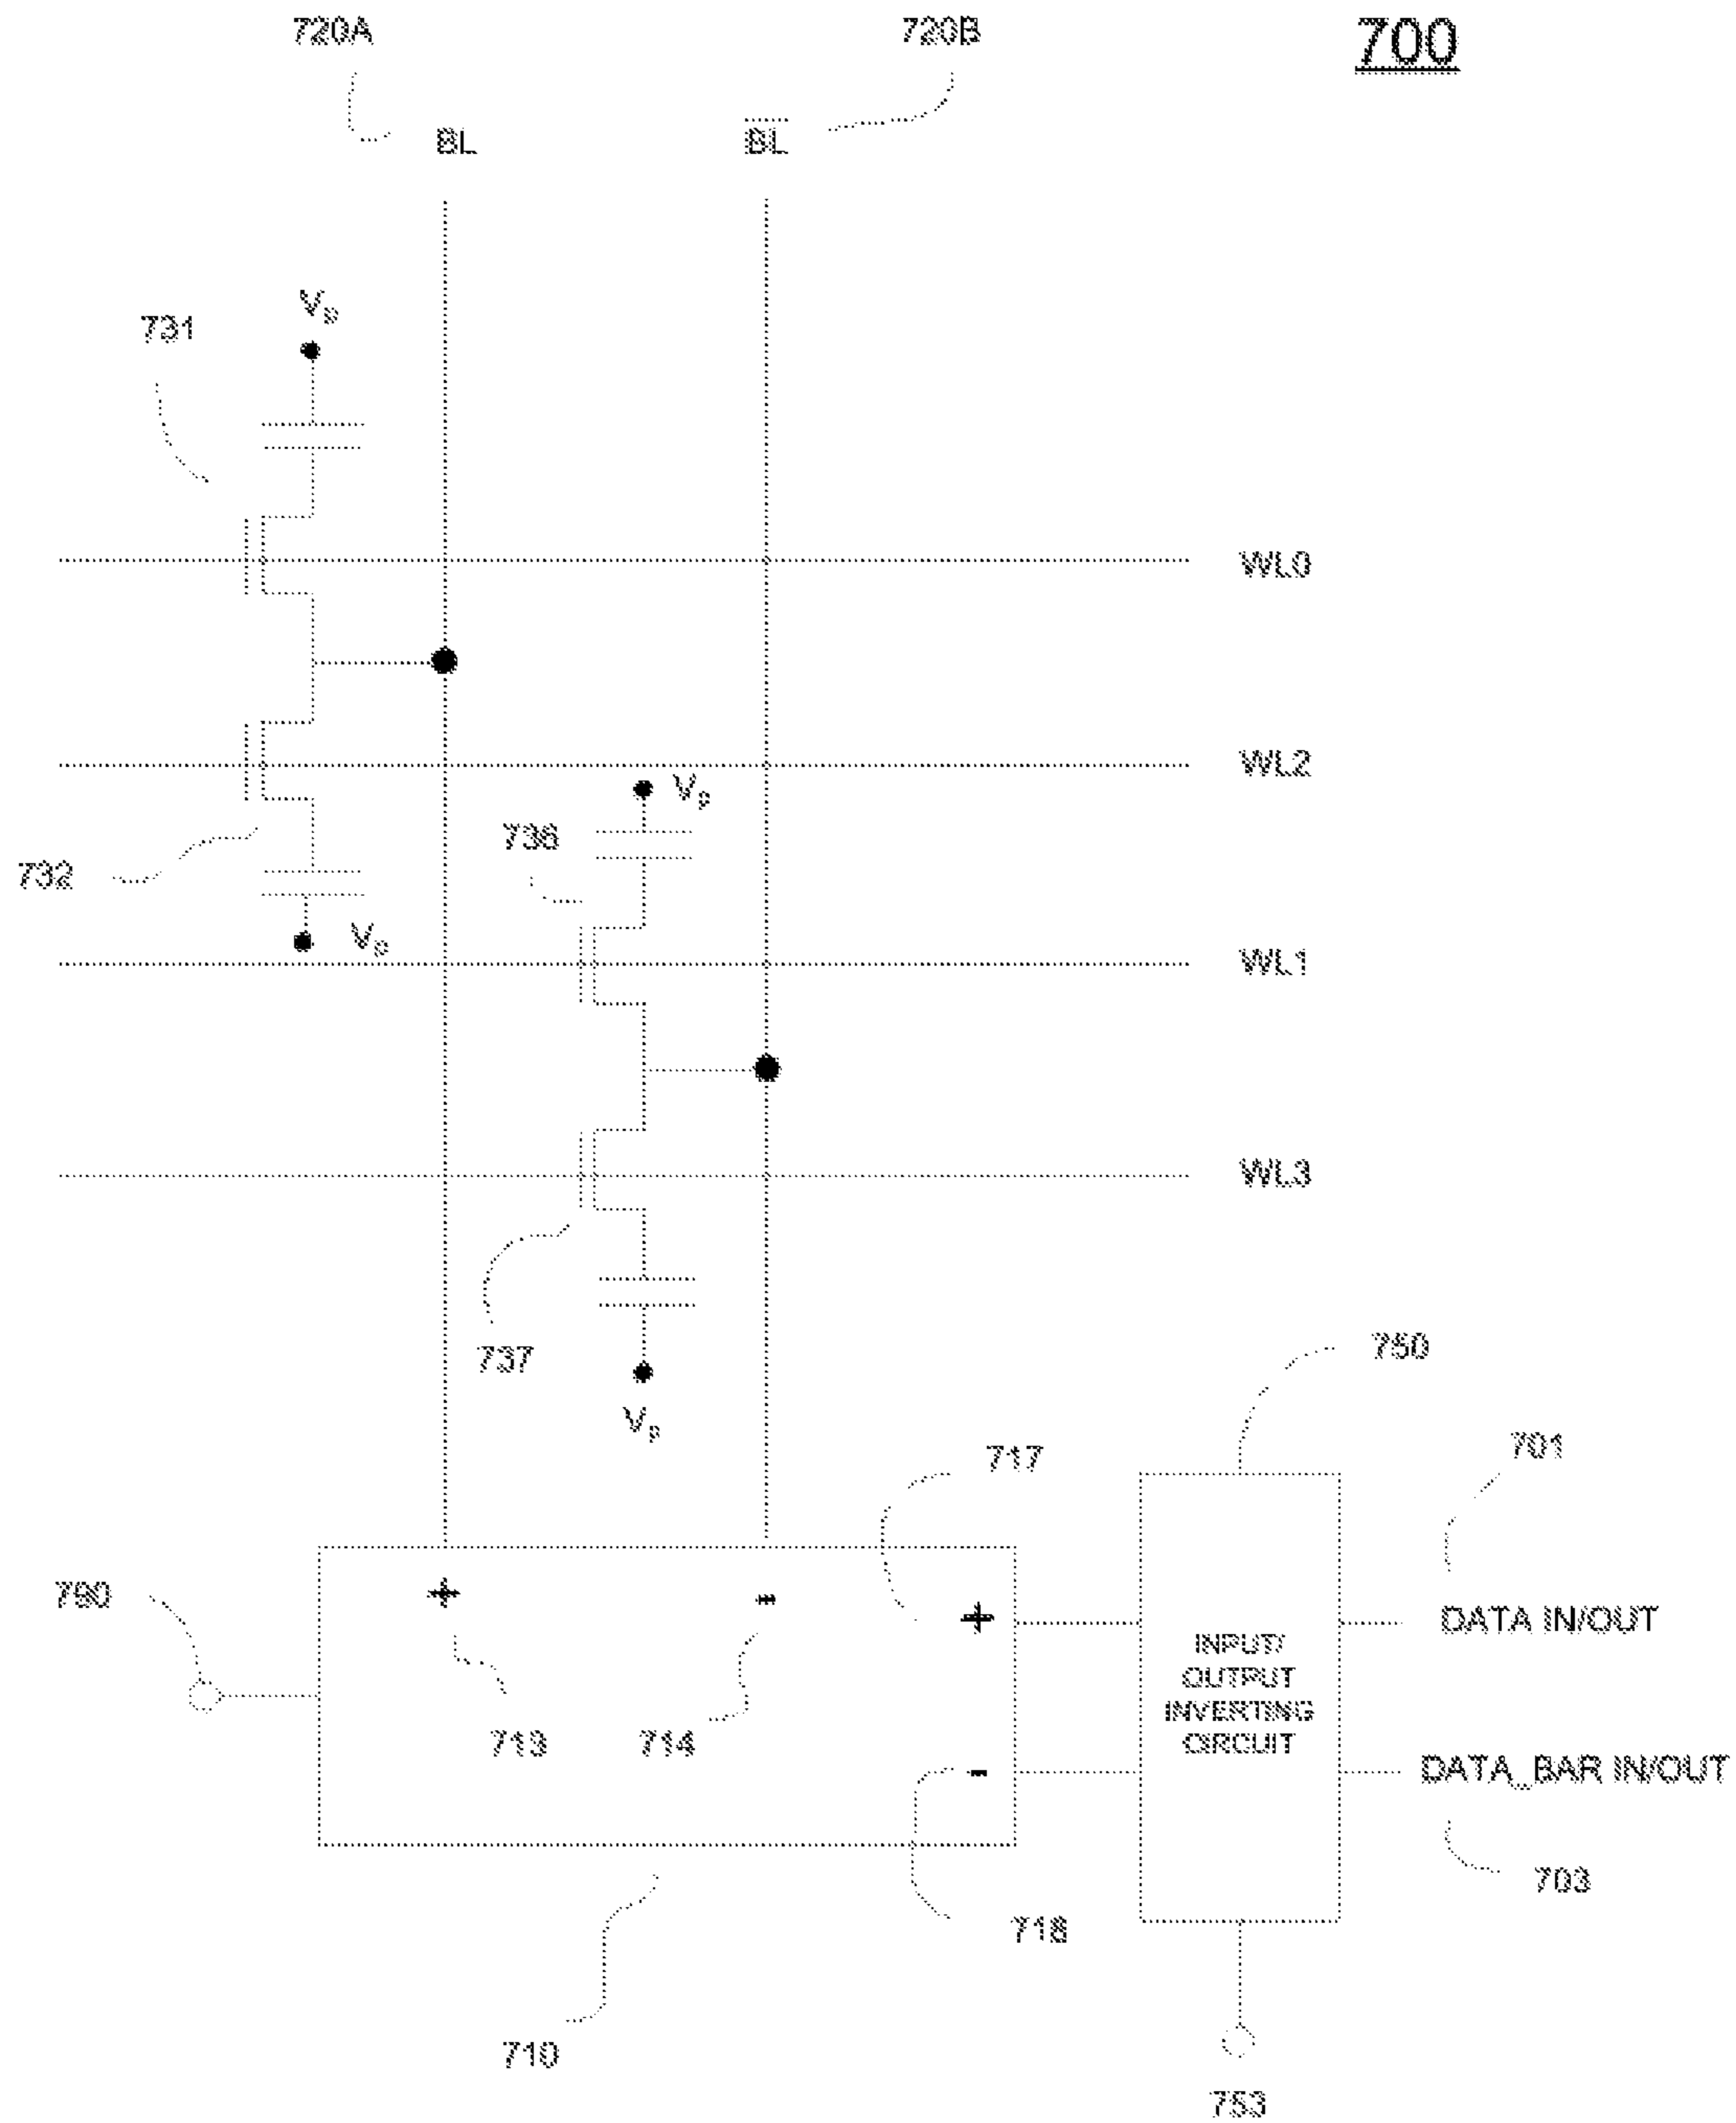 720A
720B
700
BL
BL
Vp
731
WL0
WL2
Vp
736
732
Vp
WL1
WL3
737
Vp
750
717
701
790
+
-
+
DATA IN/OUT
INPUT/
OUTPUT
INVERTING
CIRCUIT
713
714
-
DATA_BAR IN/OUT
703
718
710
753